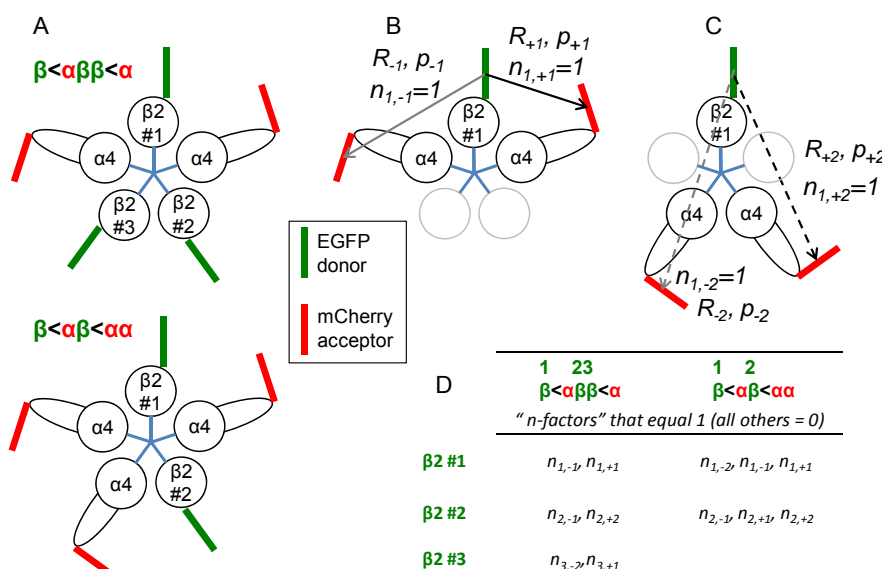 A
β<αββ<α
β2
#1
α4
α4
β2
#3
β2
#2
β<αβ<αα
β2
#1
α4
α4
α4
β2
#2
EGFP
donor
mCherry
acceptor
B
R-1, p-1
n1,-1=1
R+1, p+1
n1,+1=1
β2
#1
α4
α4
C
β2
#1
R+2, p+2
n1,+2=1
α4
α4
n1,-2=1
R-2, p-2
D
1 23 1 2
β<αββ<α β<αβ<αα
“n-factors” that equal 1 (all others = 0)
β2 #1 n1,-1, n1,+1 n1,-2, n1,-1, n1,+1
β2 #2 n2,-1, n2,+2 n2,-1, n2,+1, n2,+2
β2 #3 n3,-2, n3,+1